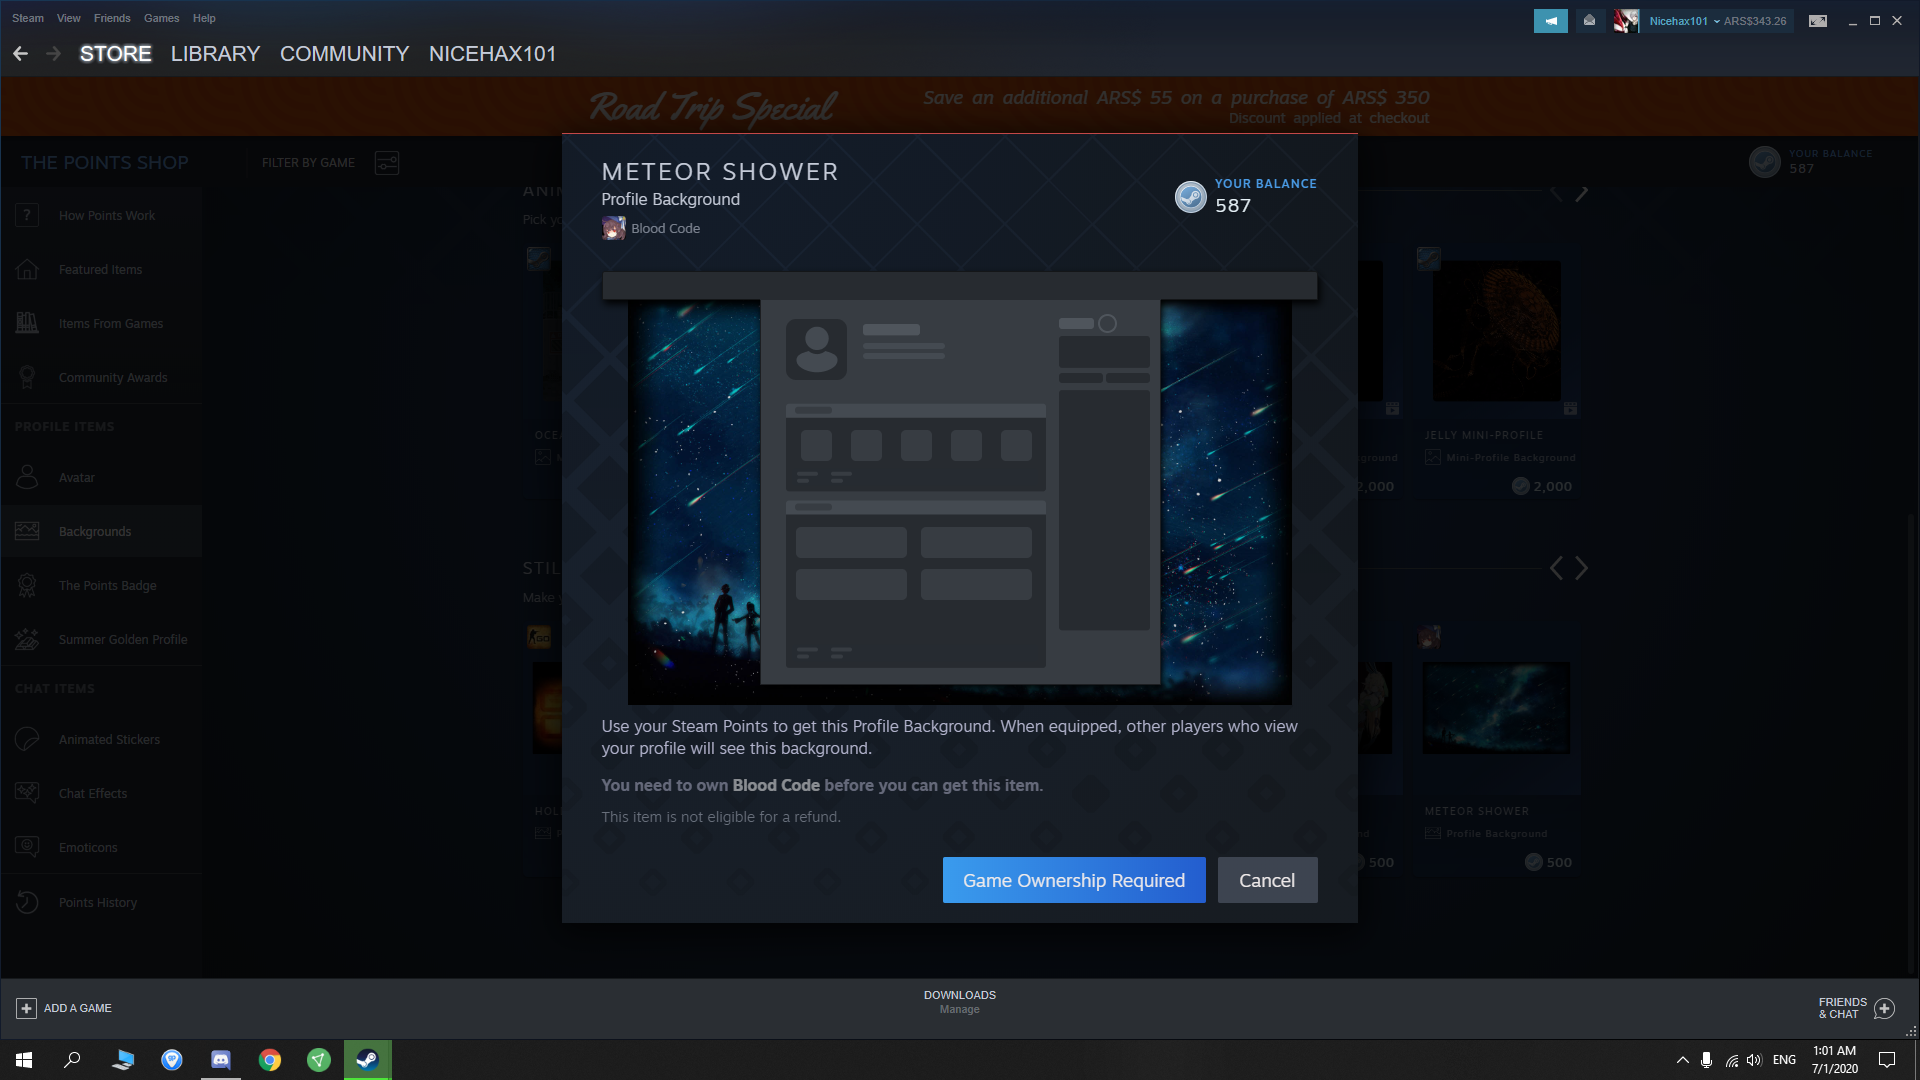 Steam View Friends Games Help
Nicehax101 ARS$343.26
STORE LIBRARY COMMUNITY NICEHAX101
Road Trip Special
Save an additional ARS$ 55 on a purchase of ARS$ 350
Discount applied at checkout
THE POINTS SHOP
FILTER BY GAME
YOUR BALANCE
587
How Points Work
Featured Items
Items From Games
Community Awards
PROFILE ITEMS
Avatar
Backgrounds
The Points Badge
Summer Golden Profile
CHAT ITEMS
Animated Stickers
Chat Effects
Emoticons
Points History
METEOR SHOWER
Profile Background
Blood Code
YOUR BALANCE
587
Use your Steam Points to get this Profile Background. When equipped, other players who view
your profile will see this background.
You need to own Blood Code before you can get this item.
This item is not eligible for a refund.
Game Ownership Required
Cancel
JELLY MINI-PROFILE
Mini-Profile Background
2,000
2,000
METEOR SHOWER
Profile Background
500
500
ADD A GAME
DOWNLOADS
Manage
FRIENDS
& CHAT
ENG
1:01 AM
7/1/2020